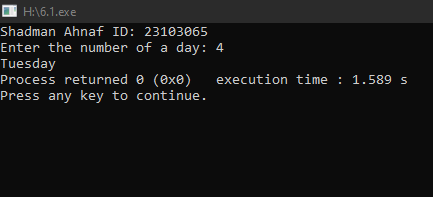 H:\6.1.exe
Shadman Ahnaf ID: 23103065
Enter the number of a day: 4
Tuesday
Process returned 0 (0x0)   execution time : 1.589 s
Press any key to continue.